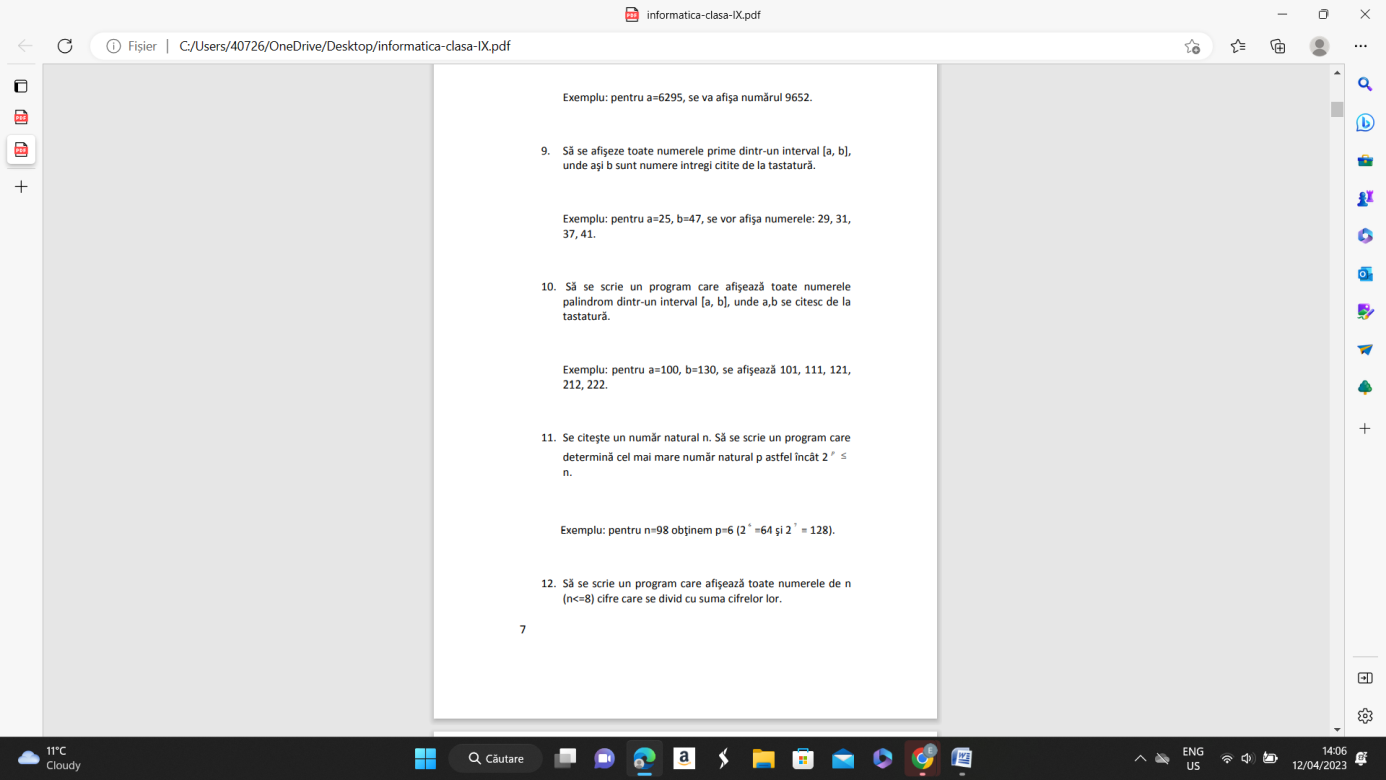 informatica-clasa-IX.pdf
Fișier
C:/Users/40726/OneDrive/Desktop/informatica-clasa-IX.pdf
Exemplu: pentru a=6295, se va afişa numărul 9652.
9. Să se afişeze toate numerele prime dintr-un interval [a, b],
unde aşi b sunt numere intregi citite de la tastatură.
Exemplu: pentru a=25, b=47, se vor afişa numerele: 29, 31,
37, 41.
10. Să se scrie un program care afişează toate numerele
palindrom dintr-un interval [a, b], unde a,b se citesc de la
tastatură.
Exemplu: pentru a=100, b=130, se afişează 101, 111, 121,
212, 222.
11. Se citeşte un număr natural n. Să se scrie un program care
determină cel mai mare număr natural p astfel încât 2 ᵖ ≤
n.
Exemplu: pentru n=98 obţinem p=6 (2 ⁶ =64 şi 2 ⁷ = 128).
12. Să se scrie un program care afişează toate numerele de n
(n<=8) cifre care se divid cu suma cifrelor lor.
7
11°C
Cloudy
Căutare
ENG
US
14:06
12/04/2023